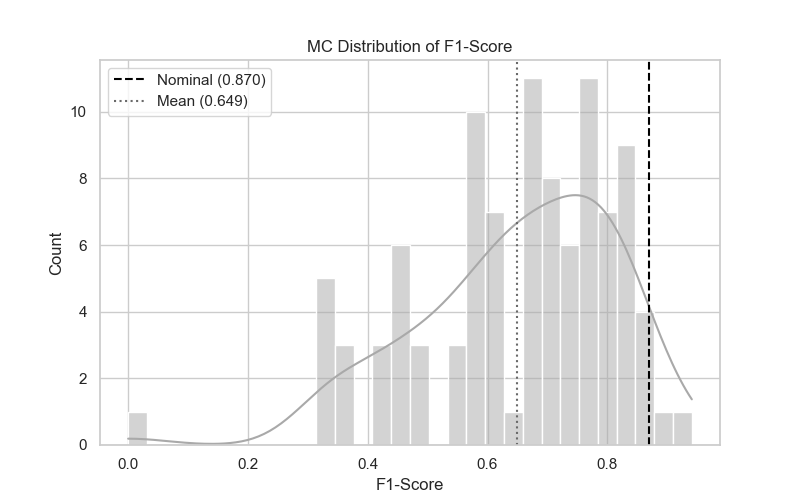 MC Distribution of F1-Score
Nominal (0.870)
Mean (0.649)
Count
10
8
6
4
2
0
0.0 0.2 0.4 0.6 0.8
F1-Score